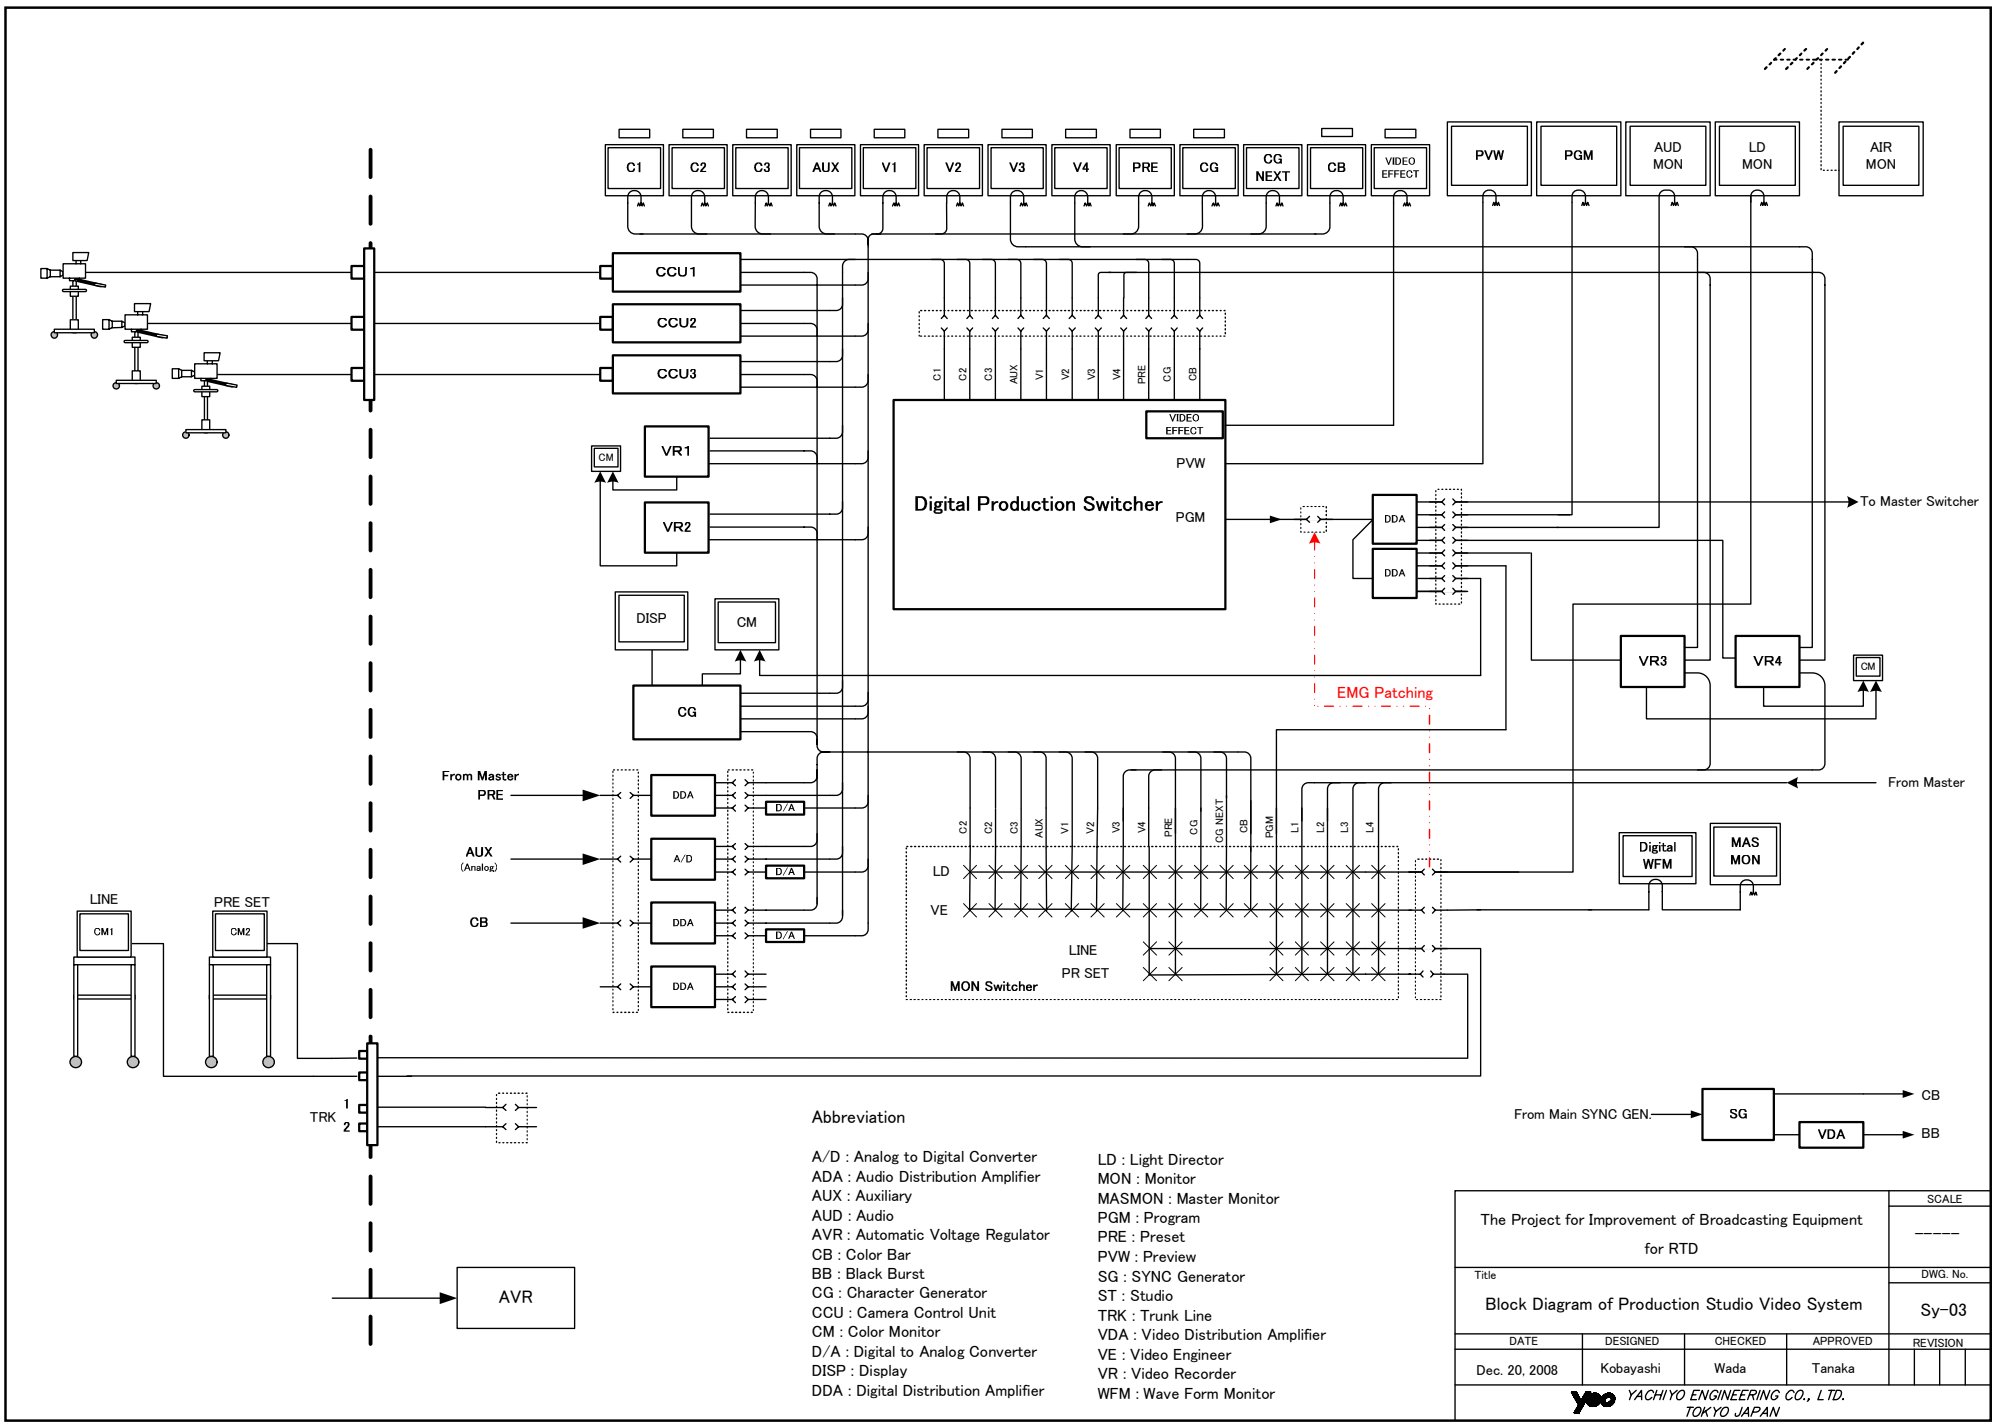 C1 C2 C3 AUX V1 V2 V3 V4 PRE CG CG NEXT CB VIDEO EFFECT PVW PGM AUD MON LD MON AIR MON
CCU1
CCU2
CCU3
C1 C2 C3 AUX V1 V2 V3 V4 PRE CG CB
VIDEO
EFFECT
PVW
Digital Production Switcher
PGM
VR1
CM
VR2
DDA
DDA
To Master Switcher
DISP
CM
CG
VR3
VR4
CM
EMG Patching
From Master
PRE
DDA
D/A
AUX
(Analog)
A/D
D/A
CB
DDA
D/A
DDA
From Master
C2 C2 C3 AUX V1 V2 V3 V4 PRE CG CG NEXT CB PGM L1 L2 L3 L4
LD
VE
LINE
PR SET
MON Switcher
Digital
WFM
MAS
MON
LINE
CM1
PRE SET
CM2
TRK
1
2
From Main SYNC GEN.
SG
CB
VDA
BB
AVR
Abbreviation
A/D : Analog to Digital Converter
ADA : Audio Distribution Amplifier
AUX : Auxiliary
AUD : Audio
AVR : Automatic Voltage Regulator
CB : Color Bar
BB : Black Burst
CG : Character Generator
CCU : Camera Control Unit
CM : Color Monitor
D/A : Digital to Analog Converter
DISP : Display
DDA : Digital Distribution Amplifier
LD : Light Director
MON : Monitor
MASMON : Master Monitor
PGM : Program
PRE : Preset
PVW : Preview
SG : SYNC Generator
ST : Studio
TRK : Trunk Line
VDA : Video Distribution Amplifier
VE : Video Engineer
VR : Video Recorder
WFM : Wave Form Monitor
The Project for Improvement of Broadcasting Equipment
for RTD
SCALE
-----
Title
Block Diagram of Production Studio Video System
DWG. No.
Sy-03
DATE DESIGNED CHECKED APPROVED REVISION
Dec. 20, 2008 Kobayashi Wada Tanaka
yeo YACHIYO ENGINEERING CO., LTD.
TOKYO JAPAN